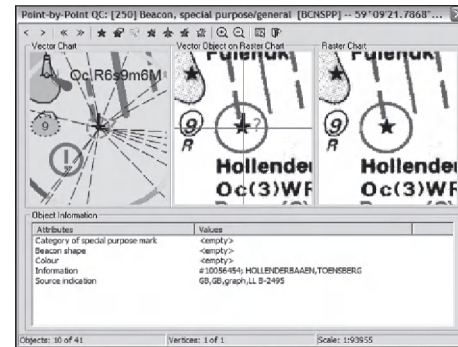 Point-by-Point QC: [250] Beacon, special purpose/general [BCNSPP] -- 59°09'21.7868"...
Vector Chart
Vector Object on Raster Chart
Raster Chart
Oc\R6s9m6M
9
?
9
R
Hollende
Oc(3)WF
Hollende
Oc(3)WF
Object Information
Attributes Values
Category of special purpose mark <empty>
Beacon shape <empty>
Colour <empty>
Information #10056454; HOLLENDERBAAEN,TOENSBERG
Source indication GB,GB,graph,LL B-2495
Objects: 10 of 41 Vertices: 1 of 1 Scale: 1:93955